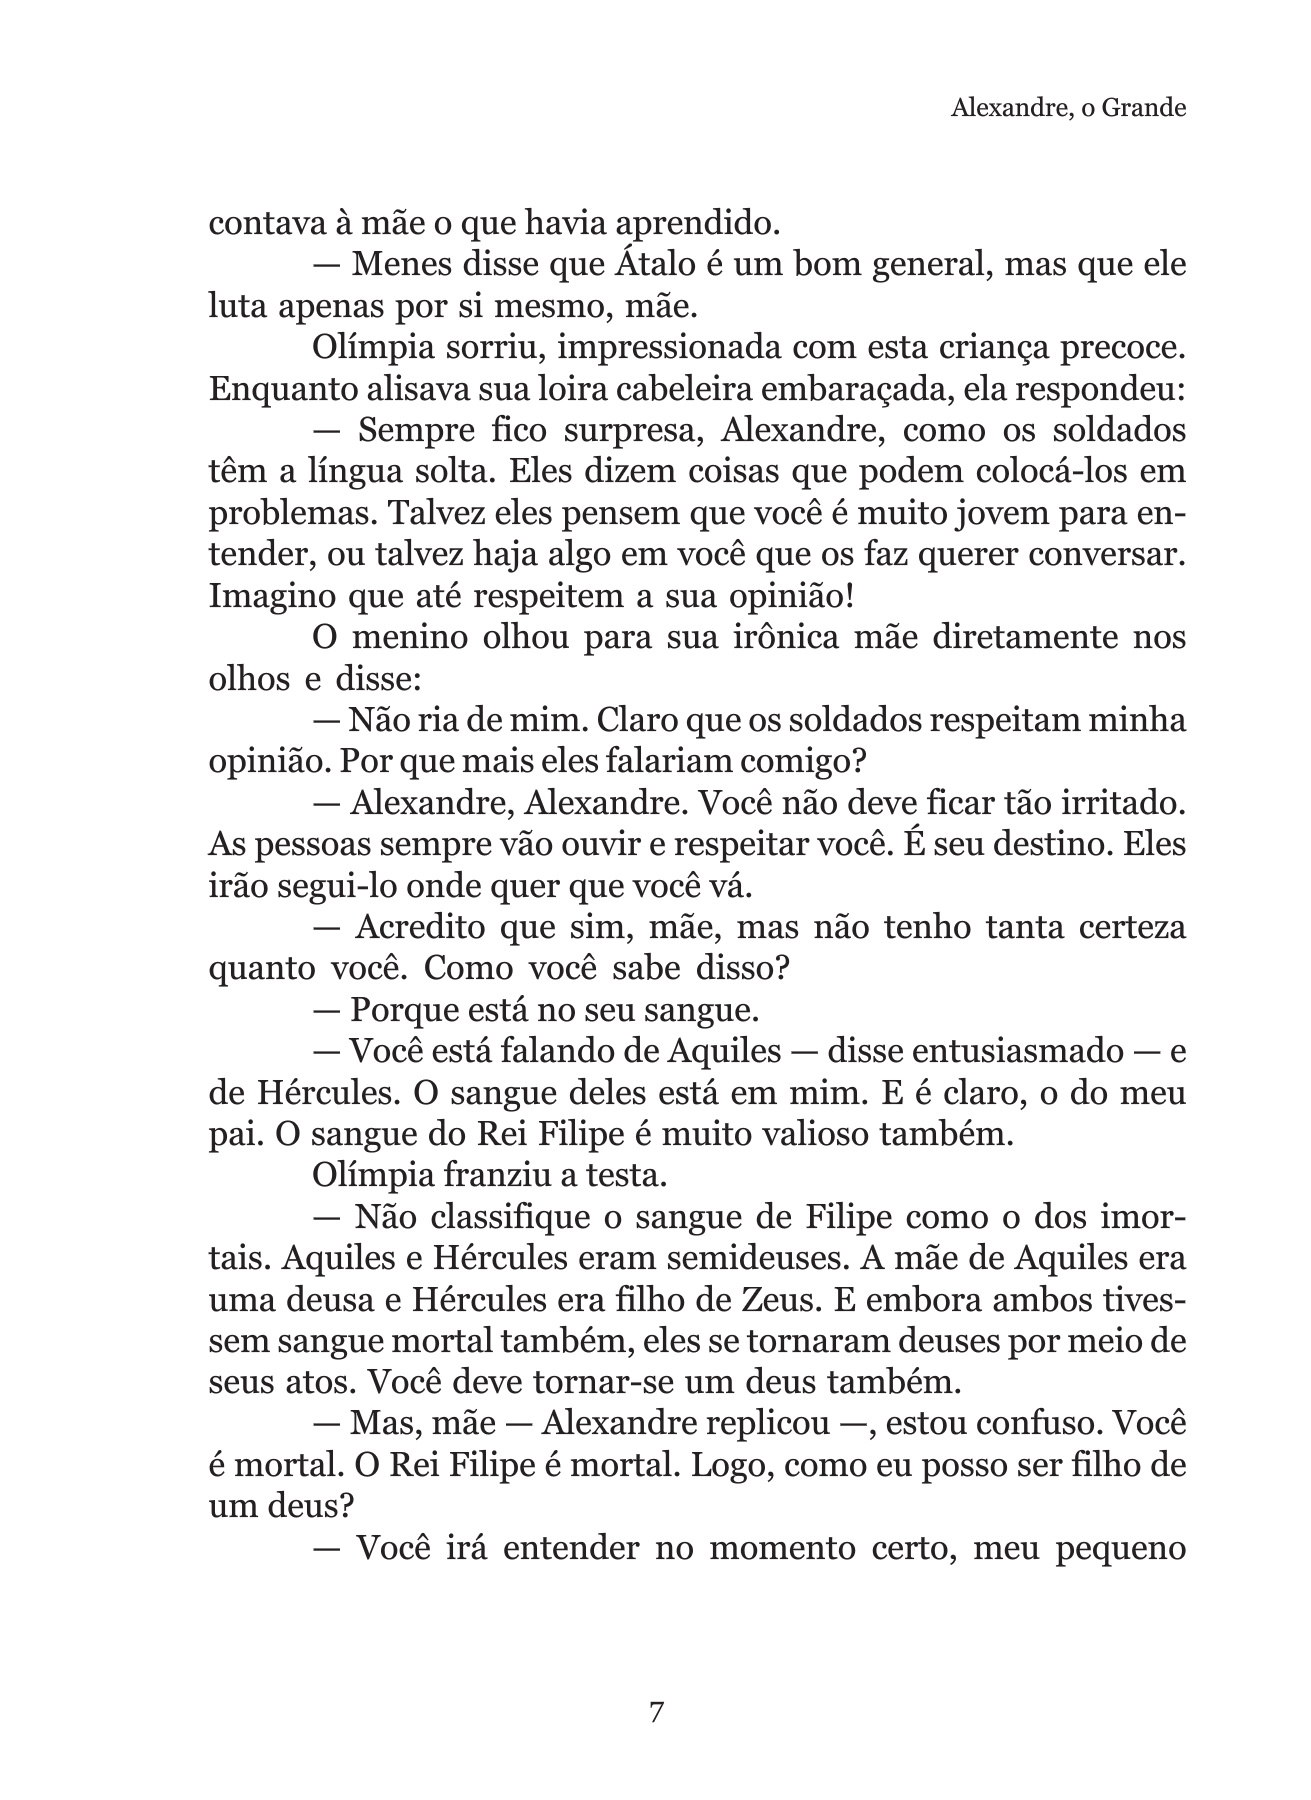 Alexandre, o Grande
contava à mãe o que havia aprendido.
— Menes disse que Átalo é um bom general, mas que ele
luta apenas por si mesmo, mãe.
Olímpia sorriu, impressionada com esta criança precoce.
Enquanto alisava sua loira cabeleira embaraçada, ela respondeu:
— Sempre fico surpresa, Alexandre, como os soldados
têm a língua solta. Eles dizem coisas que podem colocá-los em
problemas. Talvez eles pensem que você é muito jovem para en-
tender, ou talvez haja algo em você que os faz querer conversar.
Imagino que até respeitem a sua opinião!
O menino olhou para sua irônica mãe diretamente nos
olhos e disse:
— Não ria de mim. Claro que os soldados respeitam minha
opinião. Por que mais eles falariam comigo?
— Alexandre, Alexandre. Você não deve ficar tão irritado.
As pessoas sempre vão ouvir e respeitar você. É seu destino. Eles
irão segui-lo onde quer que você vá.
— Acredito que sim, mãe, mas não tenho tanta certeza
quanto você. Como você sabe disso?
— Porque está no seu sangue.
— Você está falando de Aquiles — disse entusiasmado — e
de Hércules. O sangue deles está em mim. E é claro, o do meu
pai. O sangue do Rei Filipe é muito valioso também.
Olímpia franziu a testa.
— Não classifique o sangue de Filipe como o dos imor-
tais. Aquiles e Hércules eram semideuses. A mãe de Aquiles era
uma deusa e Hércules era filho de Zeus. E embora ambos tives-
sem sangue mortal também, eles se tornaram deuses por meio de
seus atos. Você deve tornar-se um deus também.
— Mas, mãe — Alexandre replicou —, estou confuso. Você
é mortal. O Rei Filipe é mortal. Logo, como eu posso ser filho de
um deus?
— Você irá entender no momento certo, meu pequeno
7